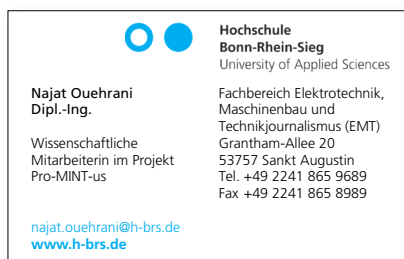 Hochschule
Bonn-Rhein-Sieg
University of Applied Sciences
Najat Ouehrani
Dipl.-Ing.
Wissenschaftliche
Mitarbeiterin im Projekt
Pro-MINT-us
najat.ouehrani@h-brs.de
www.h-brs.de
Fachbereich Elektrotechnik,
Maschinenbau und
Technikjournalismus (EMT)
Grantham-Allee 20
53757 Sankt Augustin
Tel. +49 2241 865 9689
Fax +49 2241 865 8989